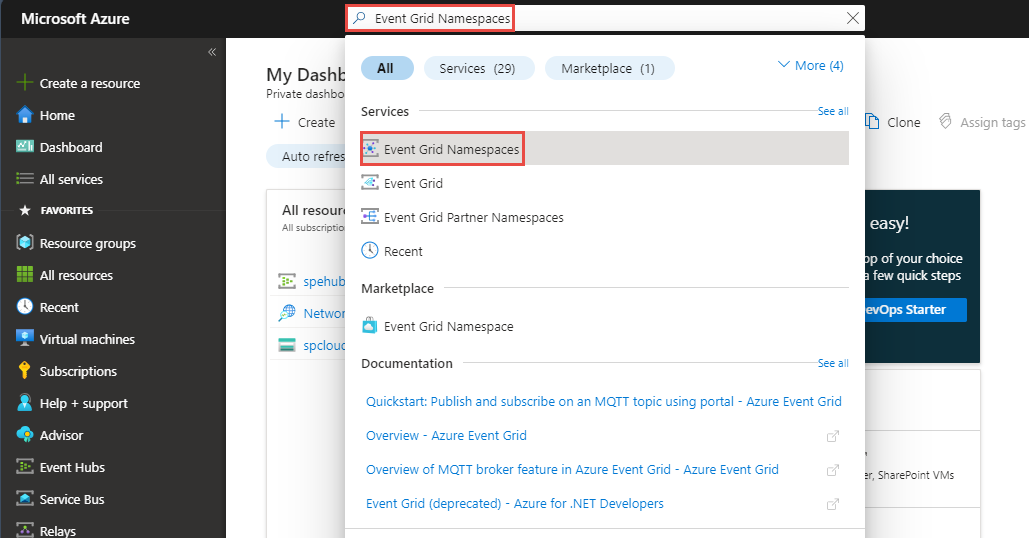 Microsoft Azure
Event Grid Namespaces
Create a resource
Home
Dashboard
All services
FAVORITES
Resource groups
All resources
Recent
Virtual machines
Subscriptions
Help + support
Advisor
Event Hubs
Service Bus
Relays
My Dashb
Private dashbo
Create
Clone
Assign tags
Auto refres
All resour
All subscription
spehub
Networ
spcloud
All
Services (29)
Marketplace (1)
More (4)
Services
See all
Event Grid Namespaces
Event Grid
Event Grid Partner Namespaces
Recent
Marketplace
Event Grid Namespace
Documentation
See all
Quickstart: Publish and subscribe on an MQTT topic using portal - Azure Event Grid
Overview - Azure Event Grid
Overview of MQTT broker feature in Azure Event Grid - Azure Event Grid
Event Grid (deprecated) - Azure for .NET Developers
easy!
op of your choice
a few quick steps
evOps Starter
er, SharePoint VMs